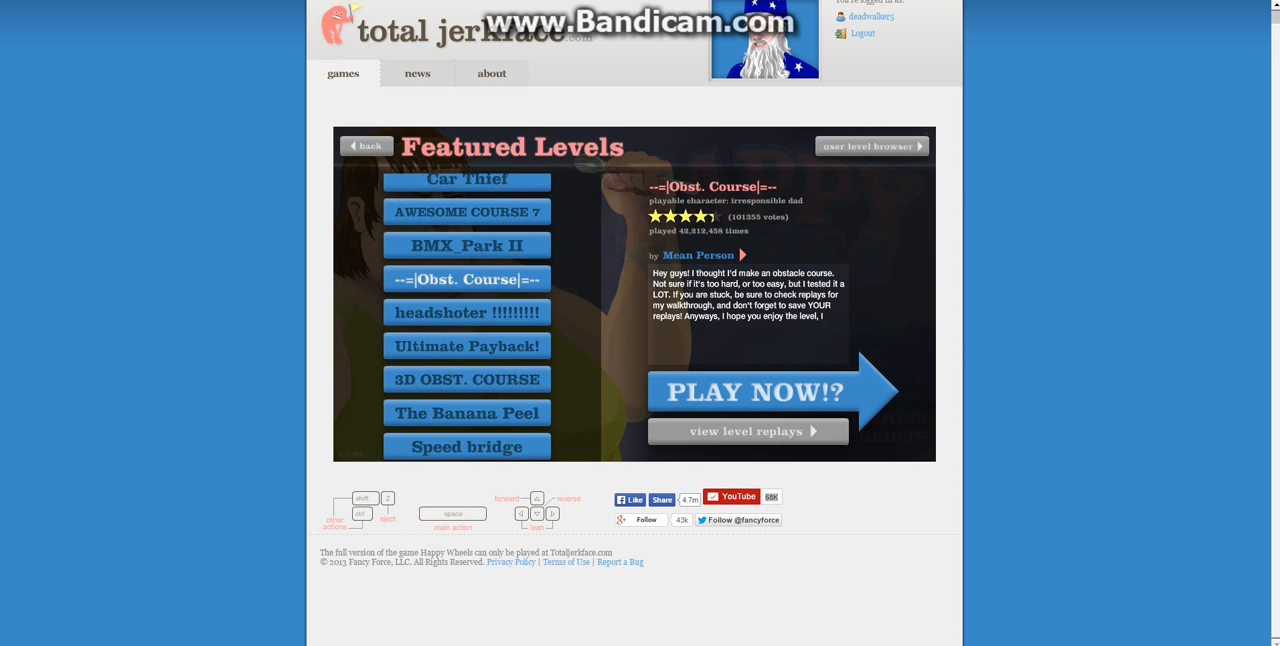 You're logged in as:
www.Bandicam.com
deadwalker5
total jerkface.com
Logout
games
news
about
back
Featured Levels
user level browser
Car Thief
AWESOME COURSE 7
BMX_Park II
--=|Obst. Course|=--
headshoter !!!!!!!!!
Ultimate Payback!
3D OBST. COURSE
The Banana Peel
Speed bridge
--=|Obst. Course|=--
playable character: irresponsible dad
(101355 votes)
played 42,212,458 times
by Mean Person
Hey guys! I thought I'd make an obstacle course.
Not sure if it's too hard, or too easy, but I tested it a
LOT. If you are stuck, be sure to check replays for
my walkthrough, and don't forget to save YOUR
replays! Anyways, I hope you enjoy the level, I
PLAY NOW!?
view level replays
shift
Z
ctrl
other
actions
eject
space
main action
forward
reverse
lean
Like
Share
4.7m
YouTube
68K
Follow
43k
Follow @fancyforce
The full version of the game Happy Wheels can only be played at Totaljerkface.com
© 2013 Fancy Force, LLC. All Rights Reserved. Privacy Policy | Terms of Use | Report a Bug